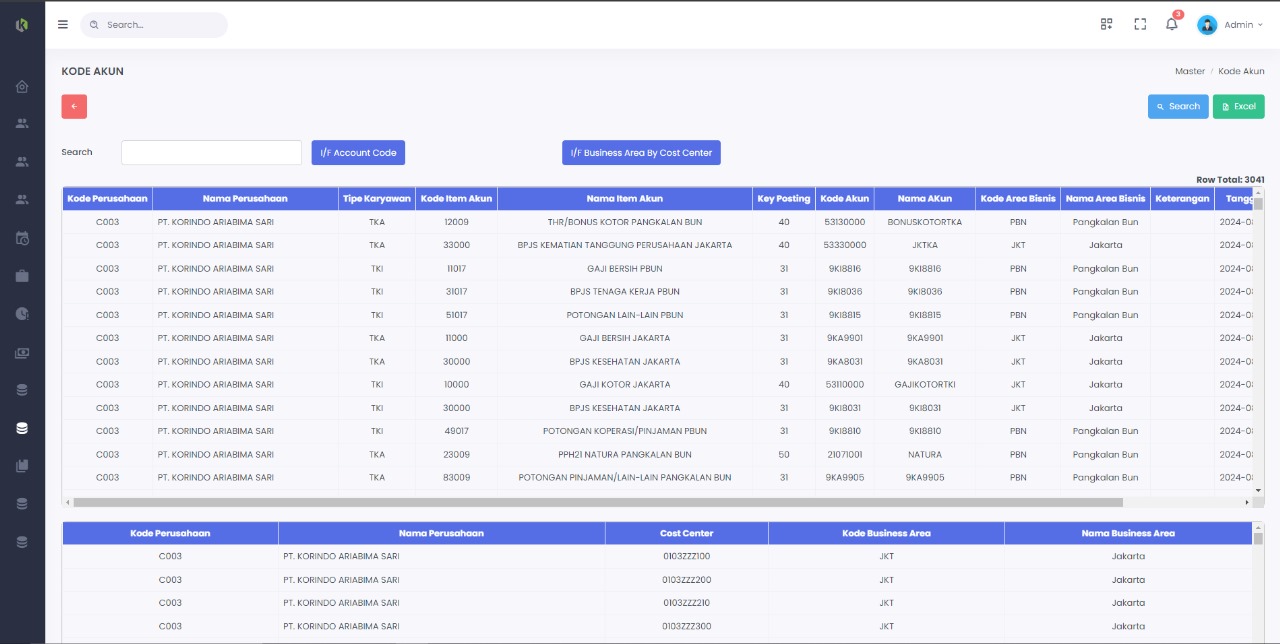 Search...
3
Admin
KODE AKUN
Master / Kode Akun
Search
Excel
Search
I/F Account Code
I/F Business Area By Cost Center
Row Total: 3041
Kode Perusahaan Nama Perusahaan Tipe Karyawan Kode Item Akun Nama Item Akun Key Posting Kode Akun Nama AKun Kode Area Bisnis Nama Area Bisnis Keterangan Tangg
C003 PT. KORINDO ARIABIMA SARI TKA 12009 THR/BONUS KOTOR PANGKALAN BUN 40 53130000 BONUSKOTORTKA PBN Pangkalan Bun 2024-0
C003 PT. KORINDO ARIABIMA SARI TKA 33000 BPJS KEMATIAN TANGGUNG PERUSAHAAN JAKARTA 40 53330000 JKTKA JKT Jakarta 2024-0
C003 PT. KORINDO ARIABIMA SARI TKI 11017 GAJI BERSIH PBUN 31 9KI8816 9KI8816 PBN Pangkalan Bun 2024-0
C003 PT. KORINDO ARIABIMA SARI TKI 31017 BPJS TENAGA KERJA PBUN 31 9KI8036 9KI8036 PBN Pangkalan Bun 2024-0
C003 PT. KORINDO ARIABIMA SARI TKI 51017 POTONGAN LAIN-LAIN PBUN 31 9KI8815 9KI8815 PBN Pangkalan Bun 2024-0
C003 PT. KORINDO ARIABIMA SARI TKA 11000 GAJI BERSIH JAKARTA 31 9KA9901 9KA9901 JKT Jakarta 2024-0
C003 PT. KORINDO ARIABIMA SARI TKA 30000 BPJS KESEHATAN JAKARTA 31 9KA8031 9KA8031 JKT Jakarta 2024-0
C003 PT. KORINDO ARIABIMA SARI TKI 10000 GAJI KOTOR JAKARTA 40 53110000 GAJIKOTORTKI JKT Jakarta 2024-0
C003 PT. KORINDO ARIABIMA SARI TKI 30000 BPJS KESEHATAN JAKARTA 31 9KI8031 9KI8031 JKT Jakarta 2024-0
C003 PT. KORINDO ARIABIMA SARI TKI 49017 POTONGAN KOPERASI/PINJAMAN PBUN 31 9KI8810 9KI8810 PBN Pangkalan Bun 2024-0
C003 PT. KORINDO ARIABIMA SARI TKA 23009 PPH21 NATURA PANGKALAN BUN 50 21071001 NATURA PBN Pangkalan Bun 2024-0
C003 PT. KORINDO ARIABIMA SARI TKA 83009 POTONGAN PINJAMAN/LAIN-LAIN PANGKALAN BUN 31 9KA9905 9KA9905 PBN Pangkalan Bun 2024-0
Kode Perusahaan Nama Perusahaan Cost Center Kode Business Area Nama Business Area
C003 PT. KORINDO ARIABIMA SARI 0103ZZZ100 JKT Jakarta
C003 PT. KORINDO ARIABIMA SARI 0103ZZZ200 JKT Jakarta
C003 PT. KORINDO ARIABIMA SARI 0103ZZZ210 JKT Jakarta
C003 PT. KORINDO ARIABIMA SARI 0103ZZZ300 JKT Jakarta